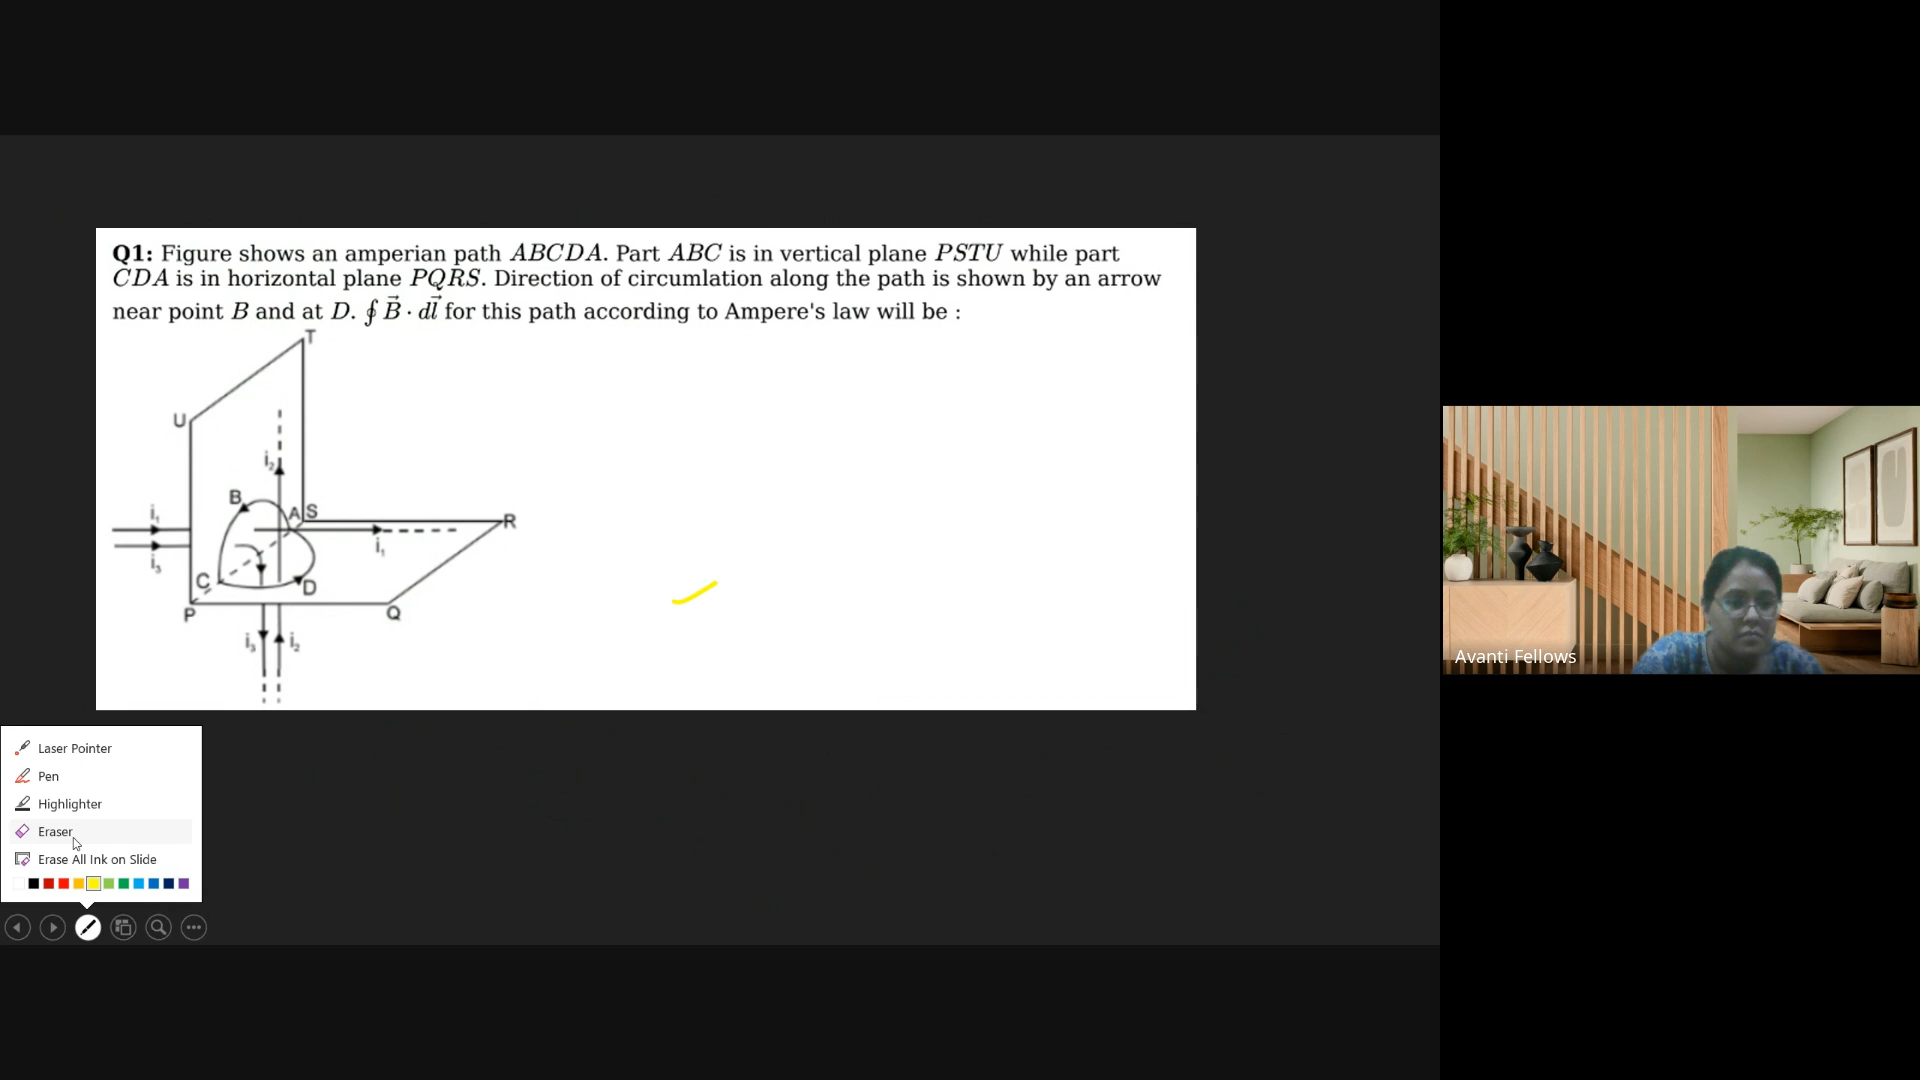 Q1: Figure shows an amperian path ABCDA. Part ABC is in vertical plane PSTU while part
CDA is in horizontal plane PQRS. Direction of circumlation along the path is shown by an arrow
near point B and at D. ∮ B⃗ · dl⃗ for this path according to Ampere's law will be :
T
U
i₂
B
i₁
A S
R
i₁
i₃
C
D
P
Q
i₃
i₂
Avanti Fellows
Laser Pointer
Pen
Highlighter
Eraser
Erase All Ink on Slide